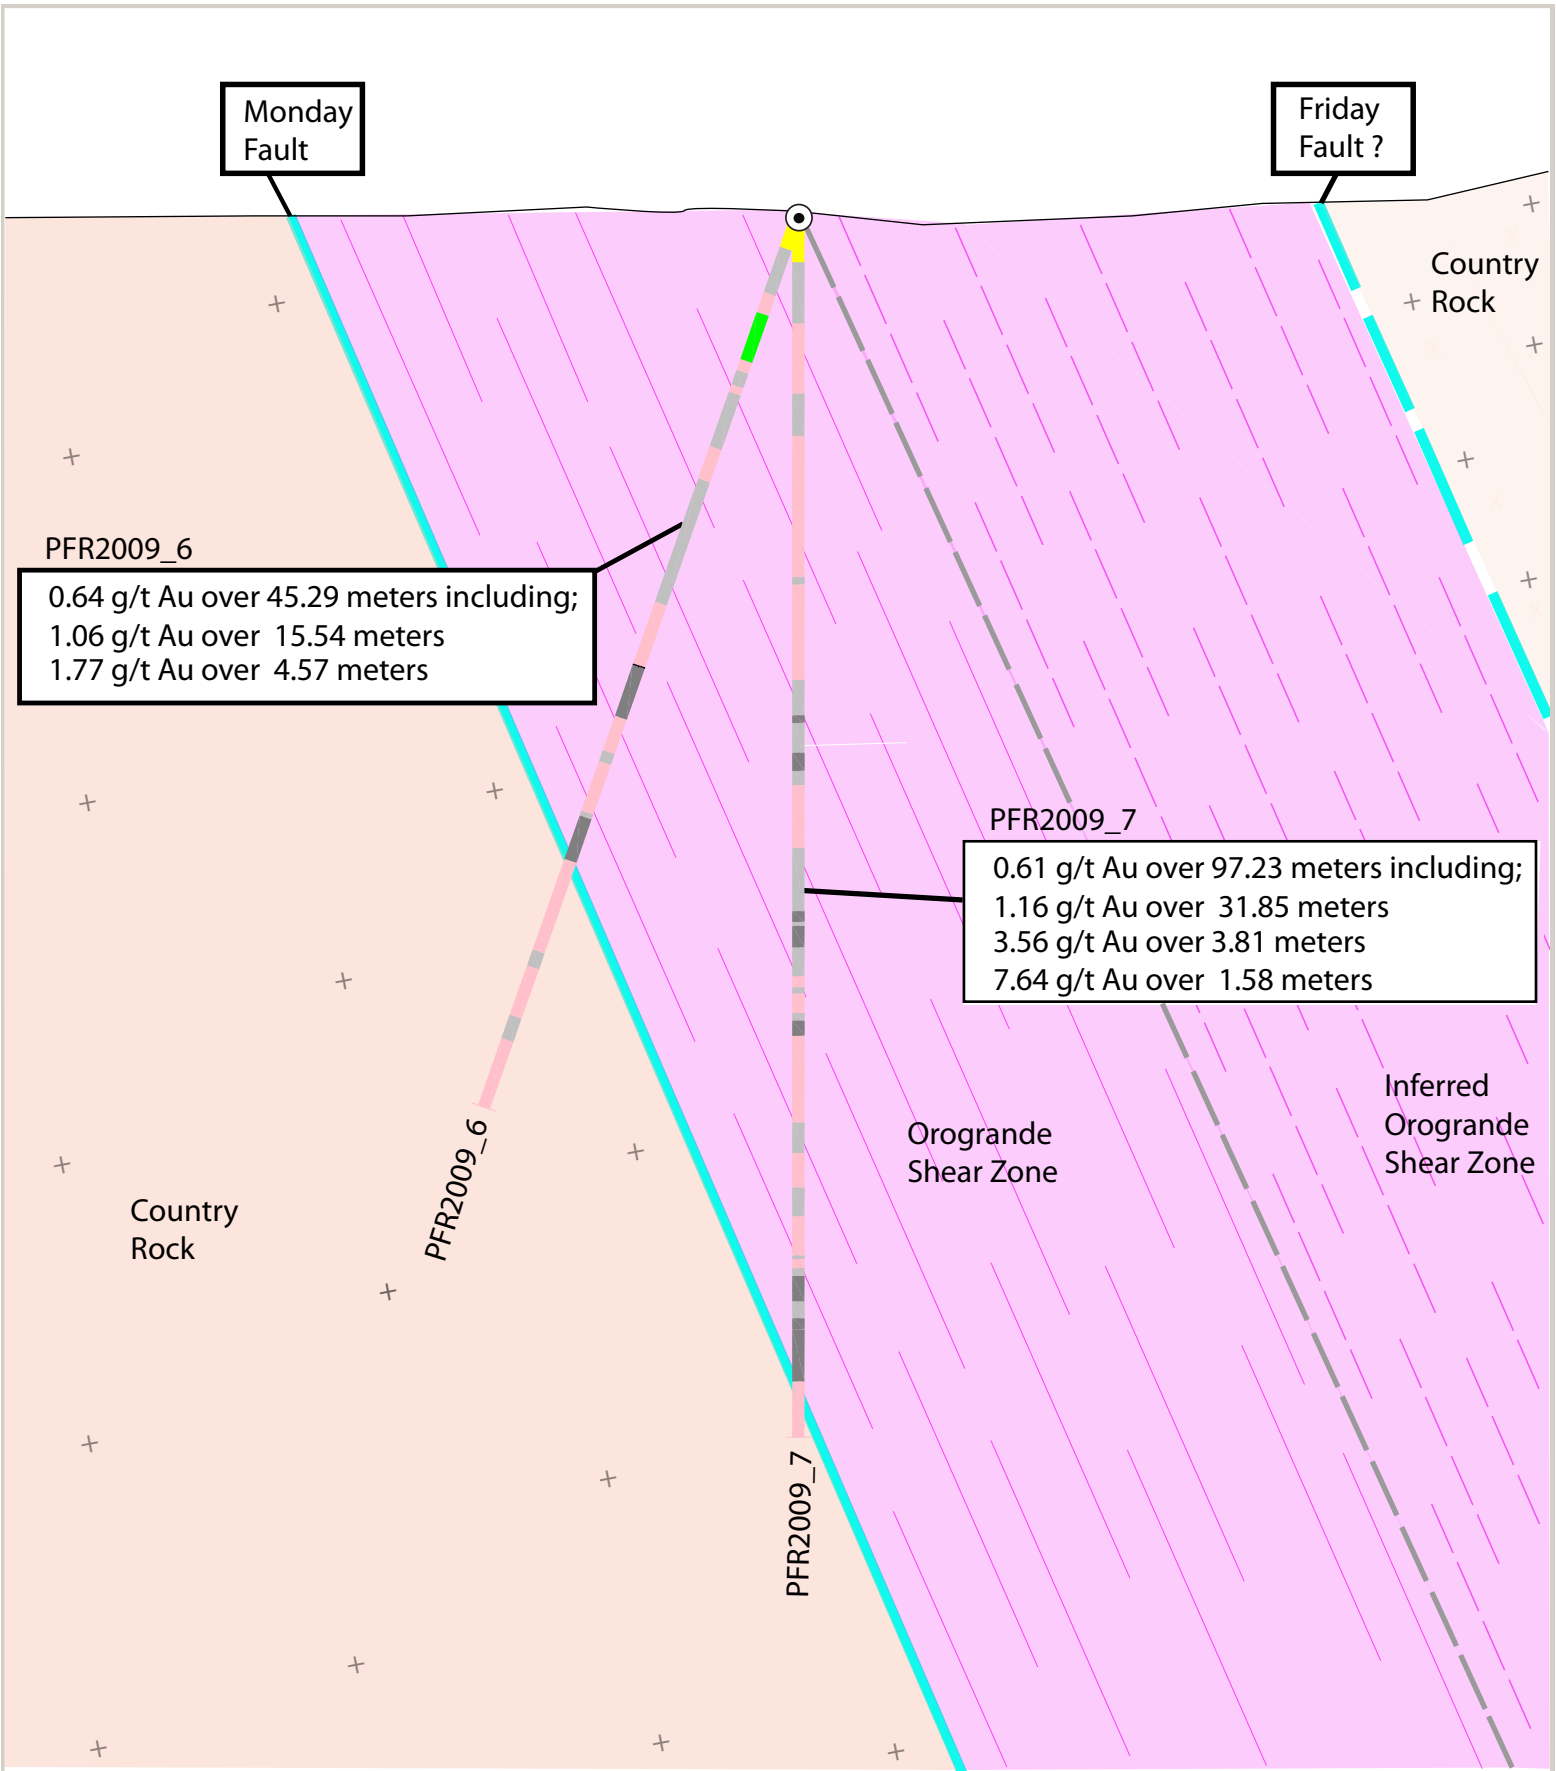 Monday
Fault
Friday
Fault ?
Country
Rock
PFR2009_6
0.64 g/t Au over 45.29 meters including;
1.06 g/t Au over  15.54 meters
1.77 g/t Au over  4.57 meters
PFR2009_7
0.61 g/t Au over 97.23 meters including;
1.16 g/t Au over  31.85 meters
3.56 g/t Au over 3.81 meters
7.64 g/t Au over  1.58 meters
Inferred
Orogrande
Shear Zone
Orogrande
Shear Zone
PFR2009_6
Country
Rock
PFR2009_7